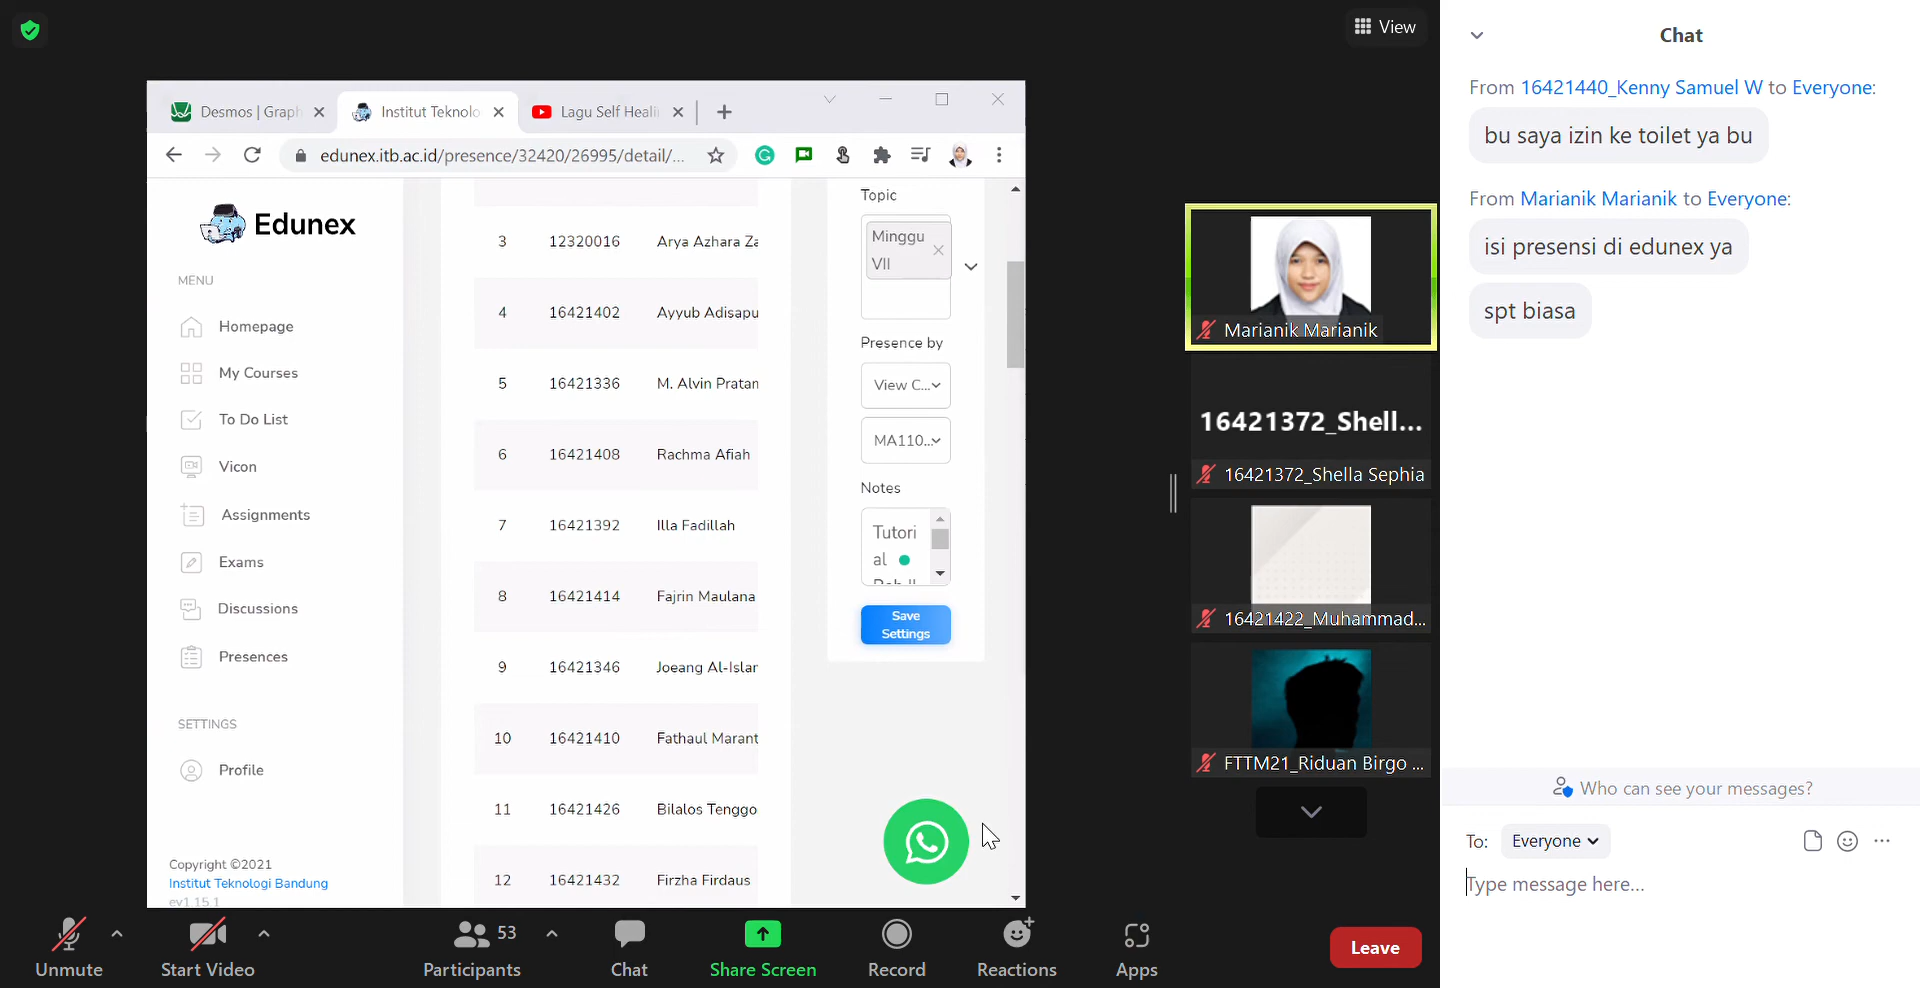 View
Desmos | Graph
Institut Teknolo
Lagu Self Heali
edunex.itb.ac.id/presence/32420/26995/detail/...
Edunex
MENU
Homepage
My Courses
To Do List
Vicon
Assignments
Exams
Discussions
Presences
SETTINGS
Profile
Copyright ©2021
Institut Teknologi Bandung
ev1.15.1
3 12320016 Arya Azhara Za
4 16421402 Ayyub Adisapu
5 16421336 M. Alvin Pratan
6 16421408 Rachma Afiah
7 16421392 Illa Fadillah
8 16421414 Fajrin Maulana
9 16421346 Joeang Al-Islar
10 16421410 Fathaul Marant
11 16421426 Bilalos Tenggo
12 16421432 Firzha Firdaus
Topic
Minggu
VII
Presence by
View C...
MA110...
Notes
Tutori
al
Save
Settings
Marianik Marianik
16421372_Shell...
16421372_Shella Sephia
16421422_Muhammad...
FTTM21_Riduan Birgo ...
Unmute
Start Video
53
Participants
Chat
Share Screen
Record
Reactions
Apps
Leave
Chat
From 16421440_Kenny Samuel W to Everyone:
bu saya izin ke toilet ya bu
From Marianik Marianik to Everyone:
isi presensi di edunex ya
spt biasa
Who can see your messages?
To: Everyone
Type message here...